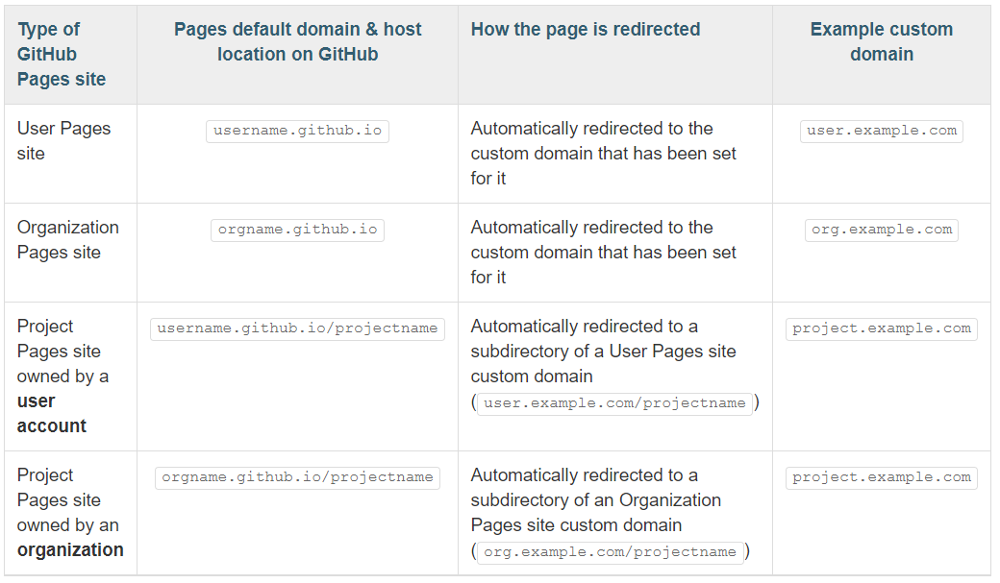 Type of
GitHub
Pages site
Pages default domain & host
location on GitHub
How the page is redirected
Example custom
domain
User Pages
site
username.github.io
Automatically redirected to the
custom domain that has been set
for it
user.example.com
Organization
Pages site
orgname.github.io
Automatically redirected to the
custom domain that has been set
for it
org.example.com
Project
Pages site
owned by a
user
account
username.github.io/projectname
Automatically redirected to a
subdirectory of a User Pages site
custom domain
(user.example.com/projectname)
project.example.com
Project
Pages site
owned by an
organization
orgname.github.io/projectname
Automatically redirected to a
subdirectory of an Organization
Pages site custom domain
(org.example.com/projectname)
project.example.com